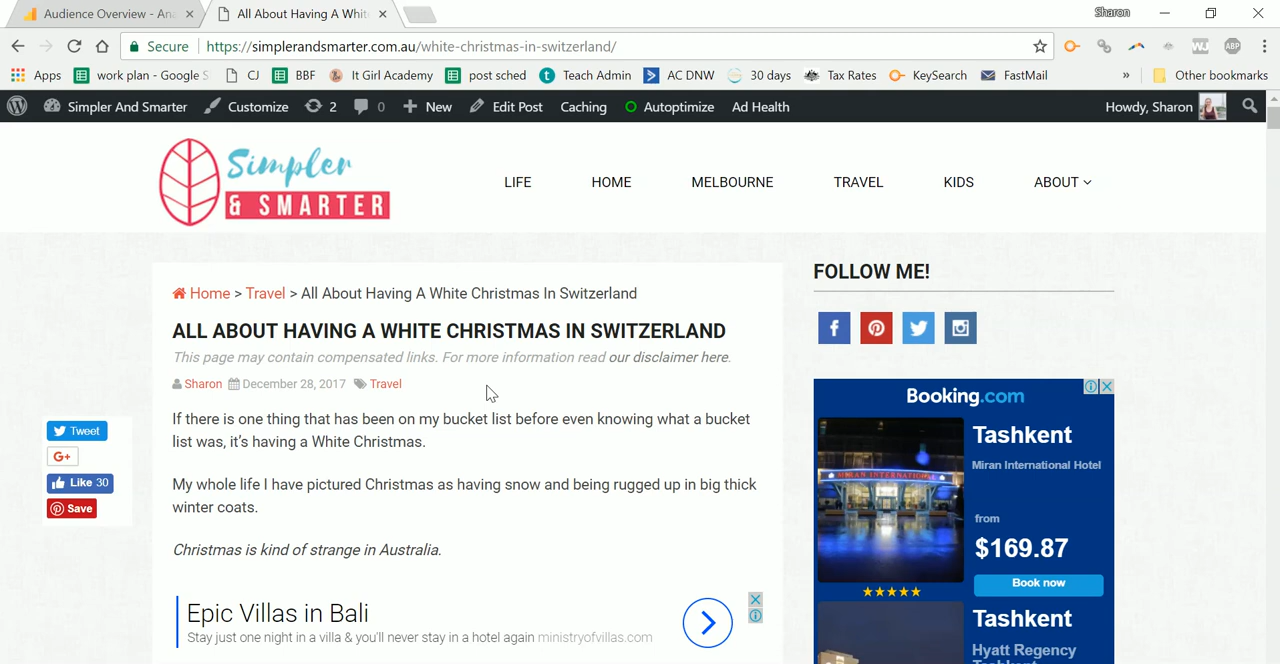 Audience Overview - Ana
All About Having A Whit
Sharon
Secure
https://simplerandsmarter.com.au/white-christmas-in-switzerland/
WJ
ABP
Apps
work plan - Google S
CJ
BBF
It Girl Academy
post sched
Teach Admin
AC DNW
30 days
Tax Rates
KeySearch
FastMail
»
Other bookmarks
Simpler And Smarter
Customize
2
0
New
Edit Post
Caching
Autoptimize
Ad Health
Howdy, Sharon
Simpler
& SMARTER
LIFE
HOME
MELBOURNE
TRAVEL
KIDS
ABOUT
Home > Travel > All About Having A White Christmas In Switzerland
ALL ABOUT HAVING A WHITE CHRISTMAS IN SWITZERLAND
This page may contain compensated links. For more information read our disclaimer here.
Sharon December 28, 2017 Travel
If there is one thing that has been on my bucket list before even knowing what a bucket
list was, it's having a White Christmas.
My whole life I have pictured Christmas as having snow and being rugged up in big thick
winter coats.
Christmas is kind of strange in Australia.
Tweet
G+
Like 30
Save
Epic Villas in Bali
Stay just one night in a villa & you'll never stay in a hotel again ministryofvillas.com
FOLLOW ME!
Booking.com
Tashkent
Miran International Hotel
MIRAN INTERNATIONAL
from
$169.87
Book now
Tashkent
Hyatt Regency
Tashkent